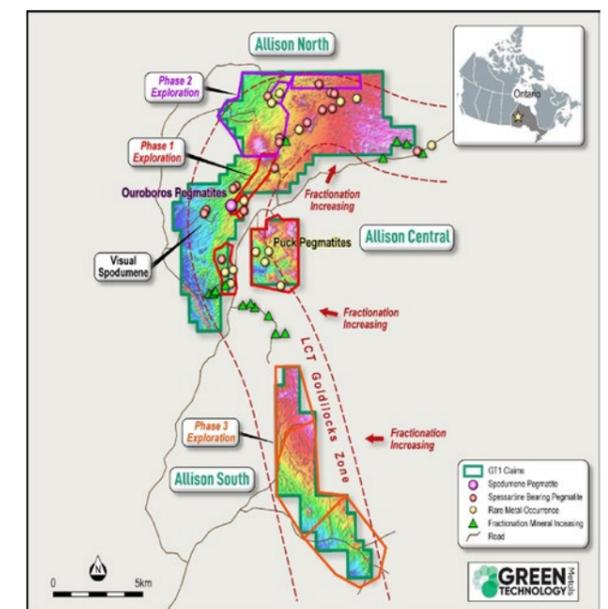 Allison North
Phase 2
Exploration
Ontario
Phase 1
Exploration
Ouroboros Pegmatites
Fractionation
Increasing
Puck Pegmatites
Allison Central
Visual
Spodumene
Fractionation
Increasing
LCT Goldilocks Zone
Phase 3
Exploration
Fractionation
Increasing
Allison South
GT1 Claims
Spodumene Pegmatite
Spessartine Bearing Pegmatite
Rare Metal Occurrence
Fractionation Mineral Increasing
Road
N
0 5km
GREEN
TECHNOLOGY
Metals